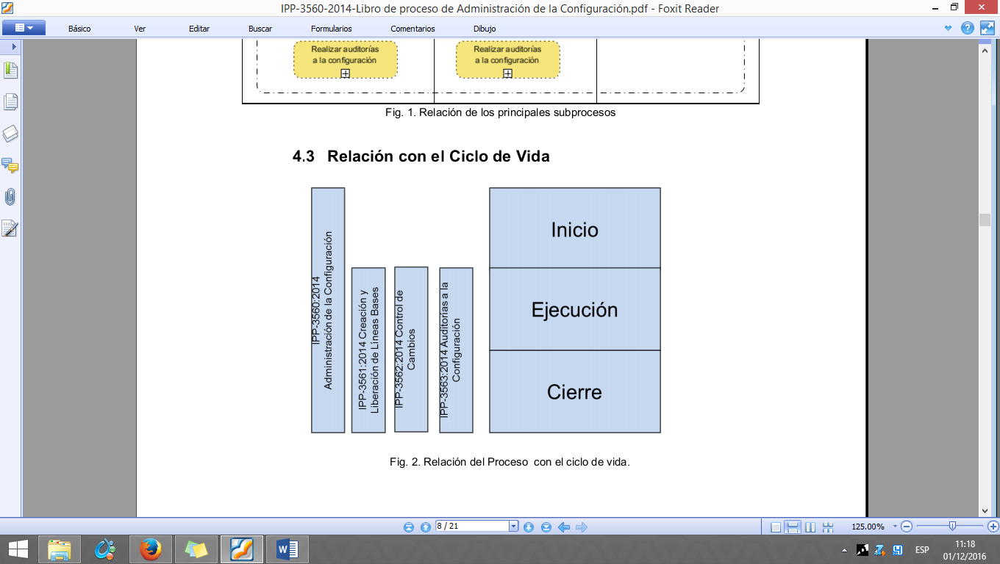 IPP-3560-2014-Libro de proceso de Administración de la Configuración.pdf - Foxit Reader
Básico Ver Editar Buscar Formularios Comentarios Dibujo
Realizar auditorías
a la configuración
Realizar auditorías
a la configuración
Fig. 1. Relación de los principales subprocesos
4.3 Relación con el Ciclo de Vida
IPP-3560:2014
Administración de la Configuración
IPP-3561:2014 Creación y
Liberación de Líneas Bases
IPP-3562:2014 Control de
Cambios
IPP-3563:2014 Auditorías a la
Configuración
Inicio
Ejecución
Cierre
Fig. 2. Relación del Proceso con el ciclo de vida.
8 / 21
125.00%
ESP
11:18
01/12/2016